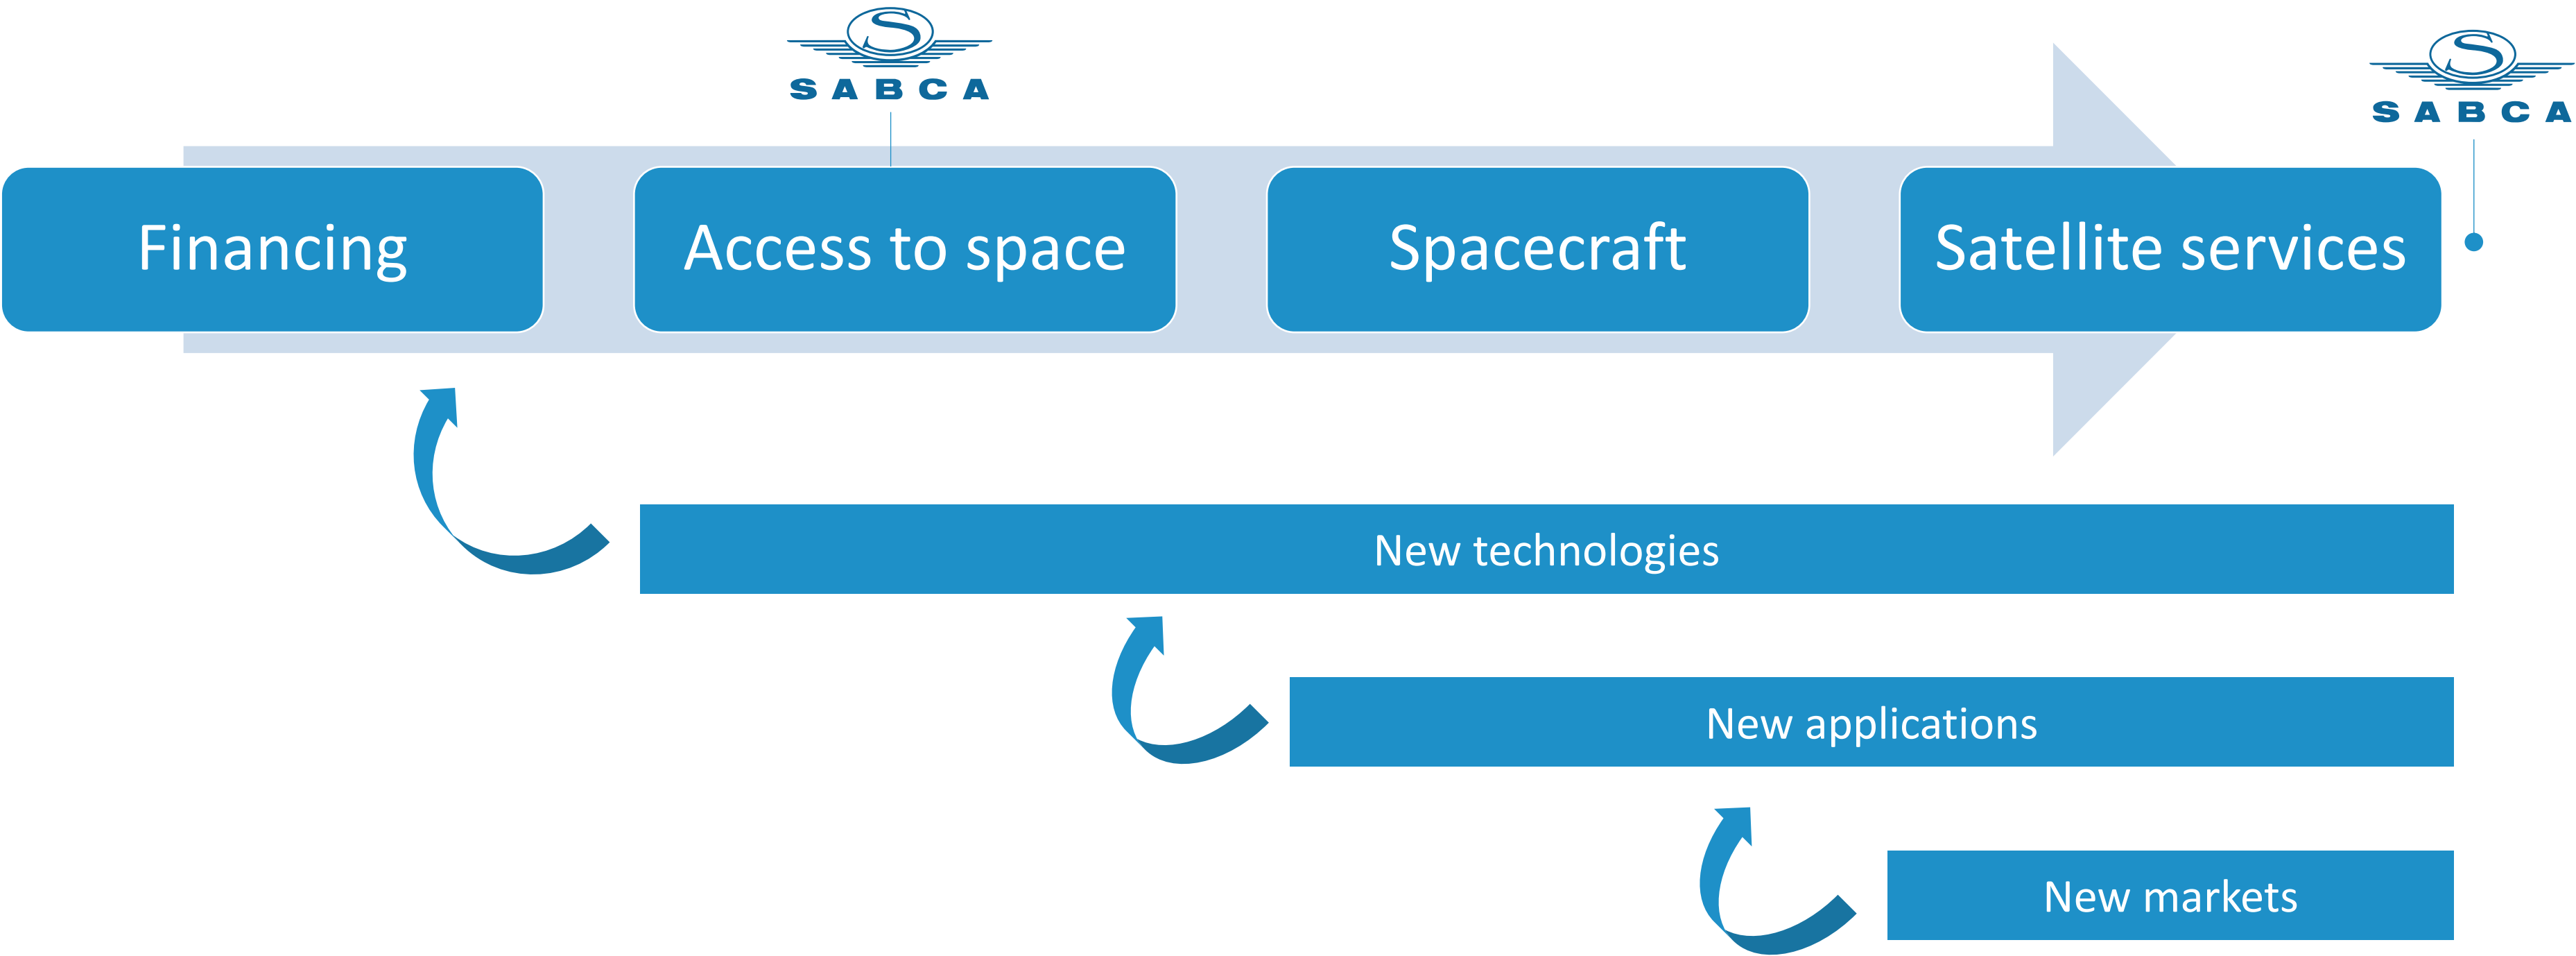 S
SABCA
S
SABCA
Financing
Access to space
Spacecraft
Satellite services
New technologies
New applications
New markets